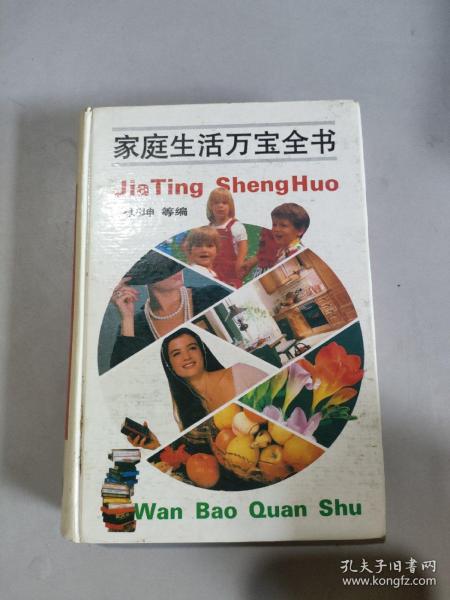 家庭生活万宝全书
JiaTing ShengHuo
坤 等编
Wan Bao Quan Shu
孔夫子旧书网
www.kongfz.com